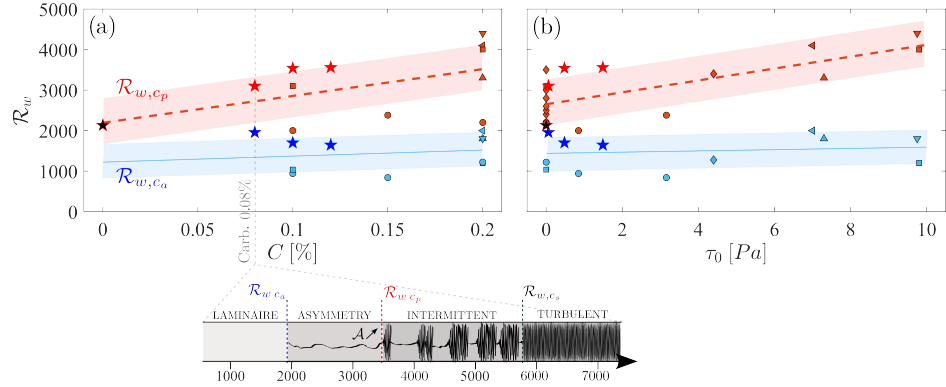 (a)
(b)
5000
4000
3000
2000
1000
0
ℛ_w
ℛ_{w,c_p}
ℛ_{w,c_a}
Carb. 0.08%
0 0.05 0.1 0.15 0.2
C [%]
0 2 4 6 8 10
τ_0 [Pa]
ℛ_{w c_a}
ℛ_{w c_p}
ℛ_{w,c_s}
LAMINAIRE ASYMMETRY INTERMITTENT TURBULENT
𝒜
1000 2000 3000 4000 5000 6000 7000